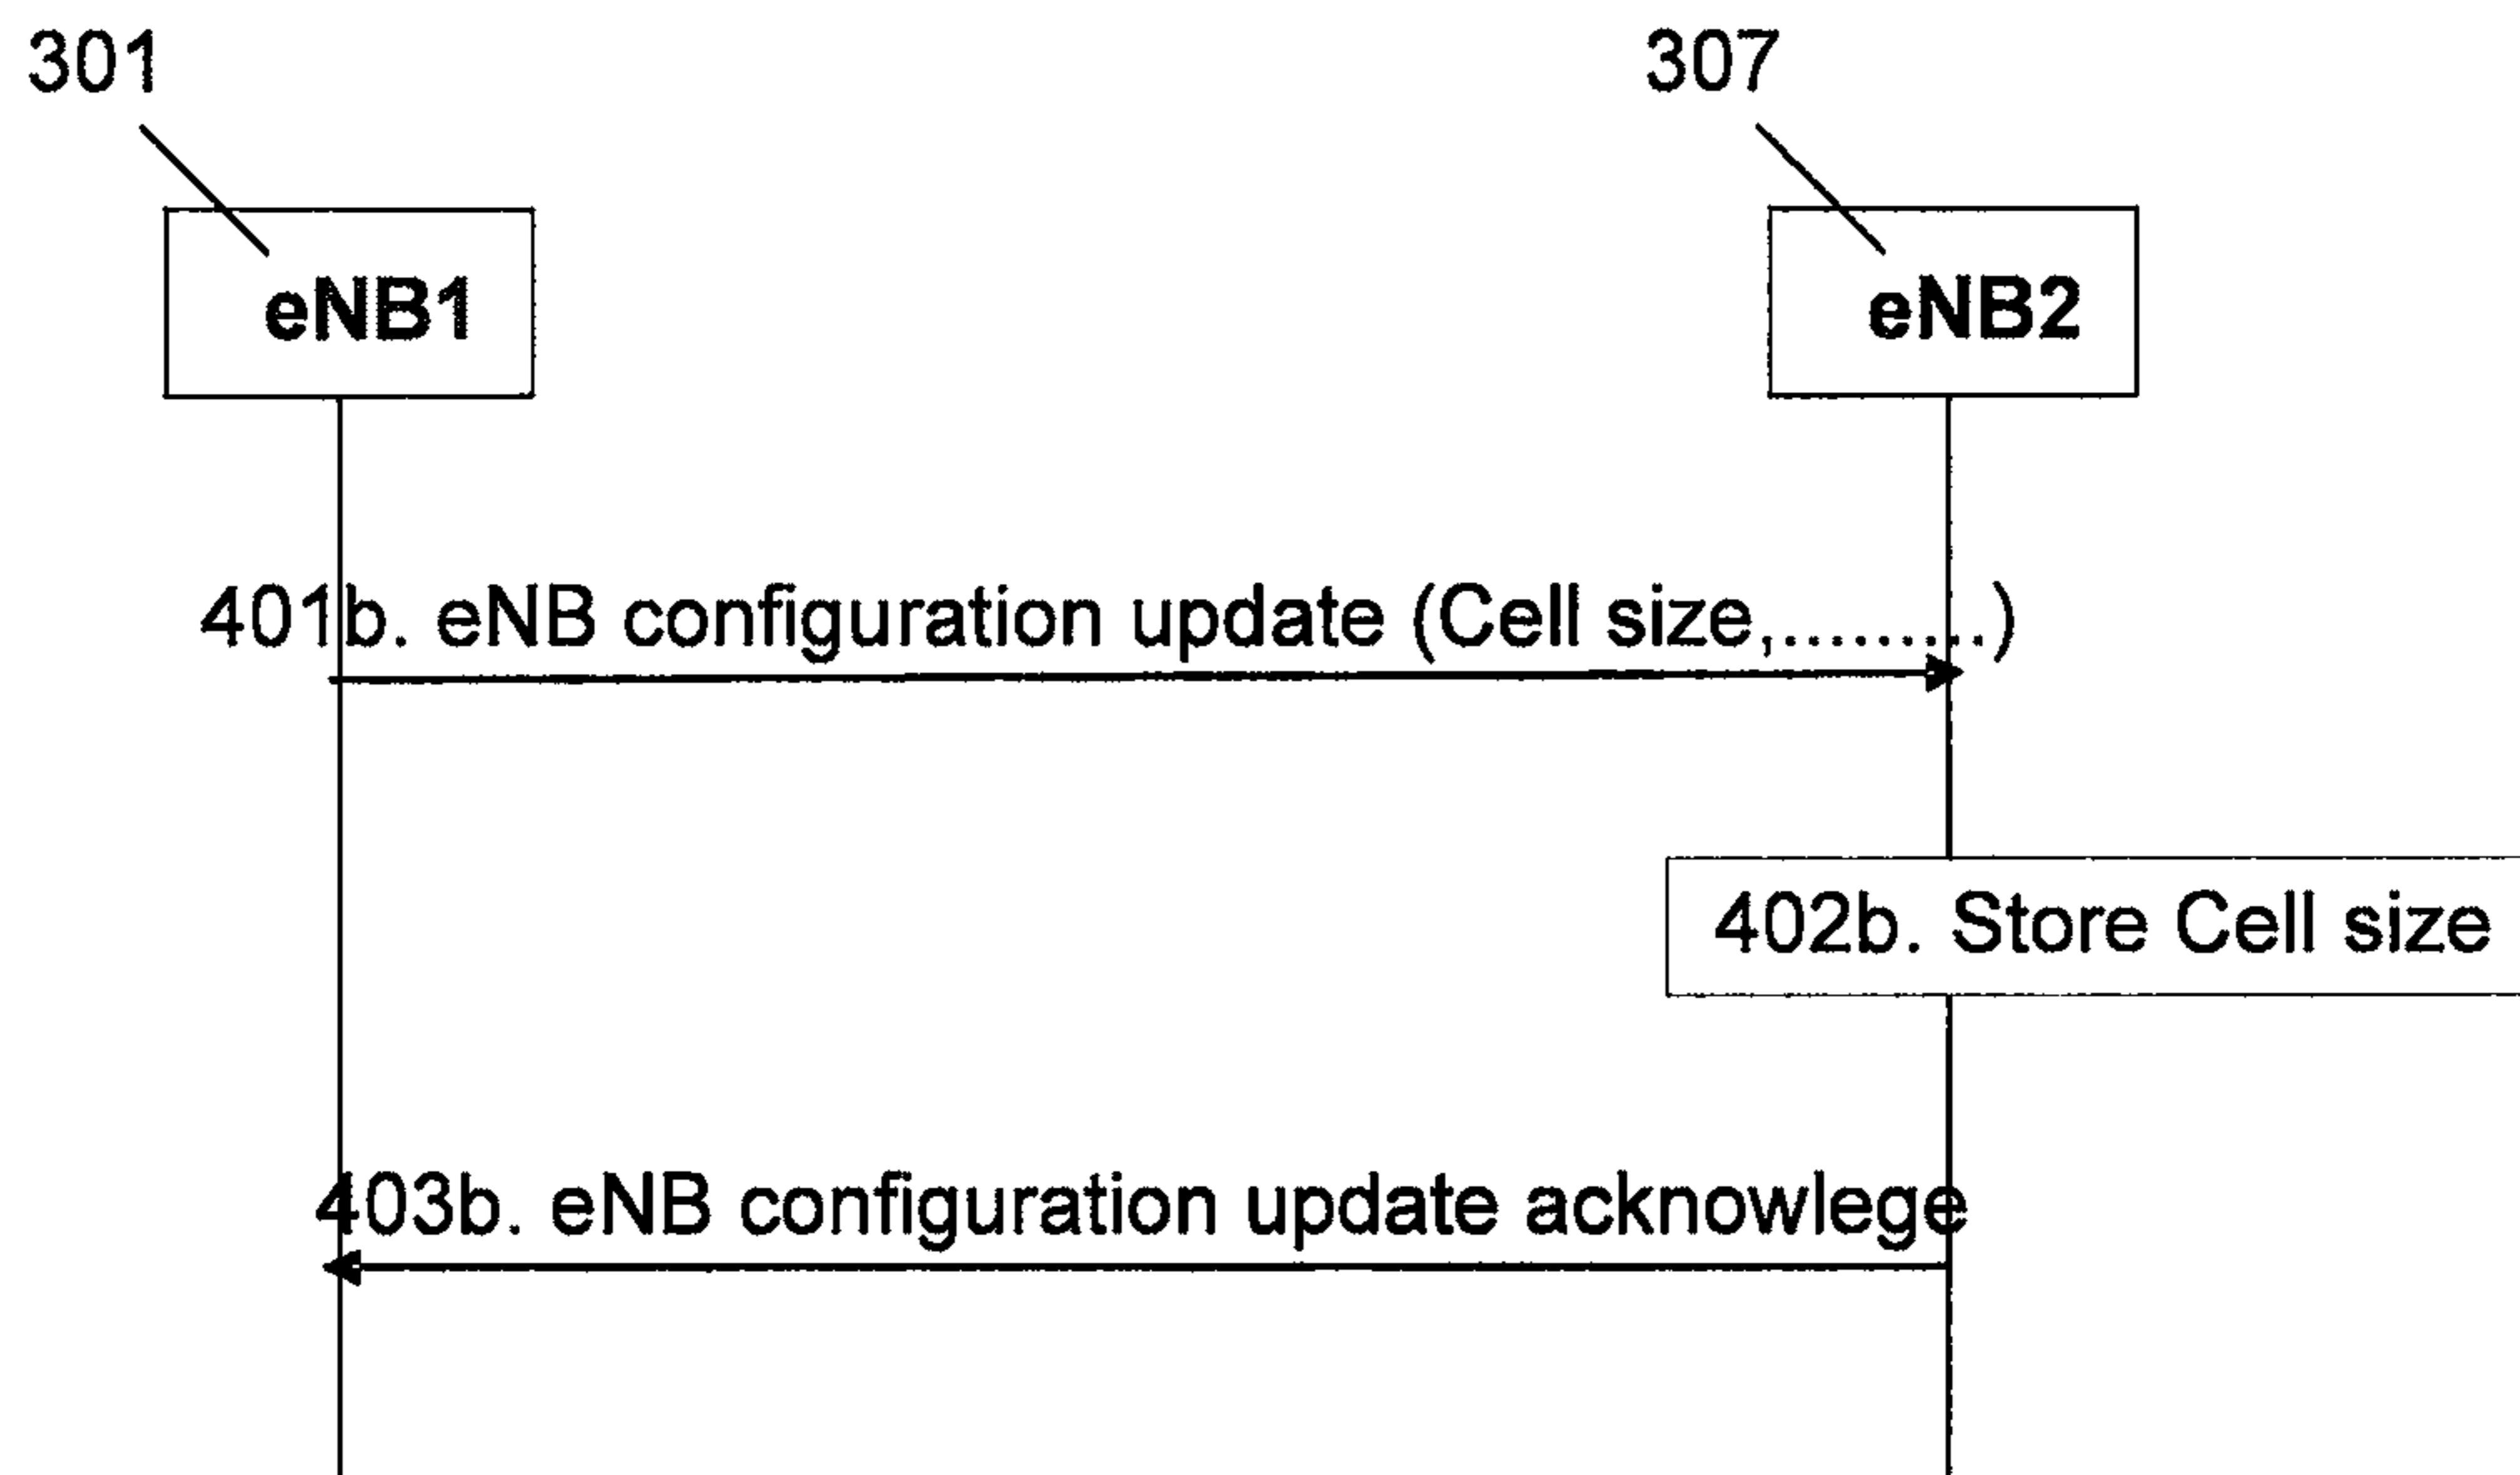 301
307
eNB1
eNB2
401b. eNB configuration update (Cell size,..........)
402b. Store Cell size
403b. eNB configuration update acknowlege